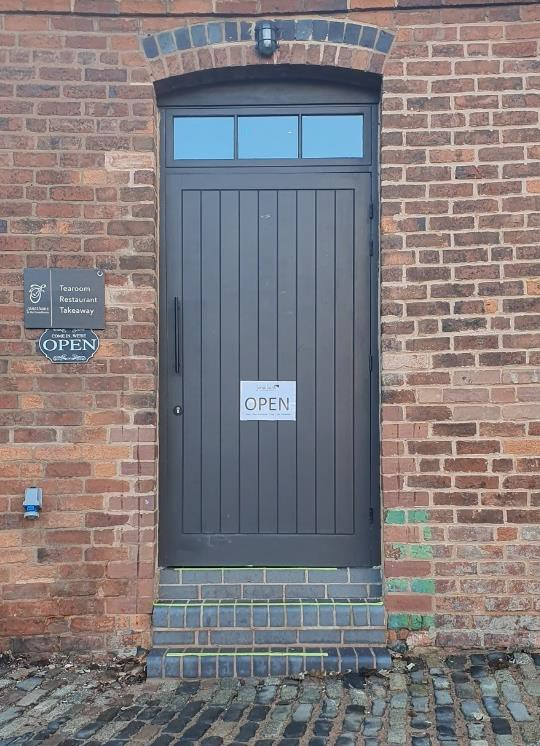 Tearoom
Restaurant
Takeaway
COME IN, WE'RE
OPEN
OPEN